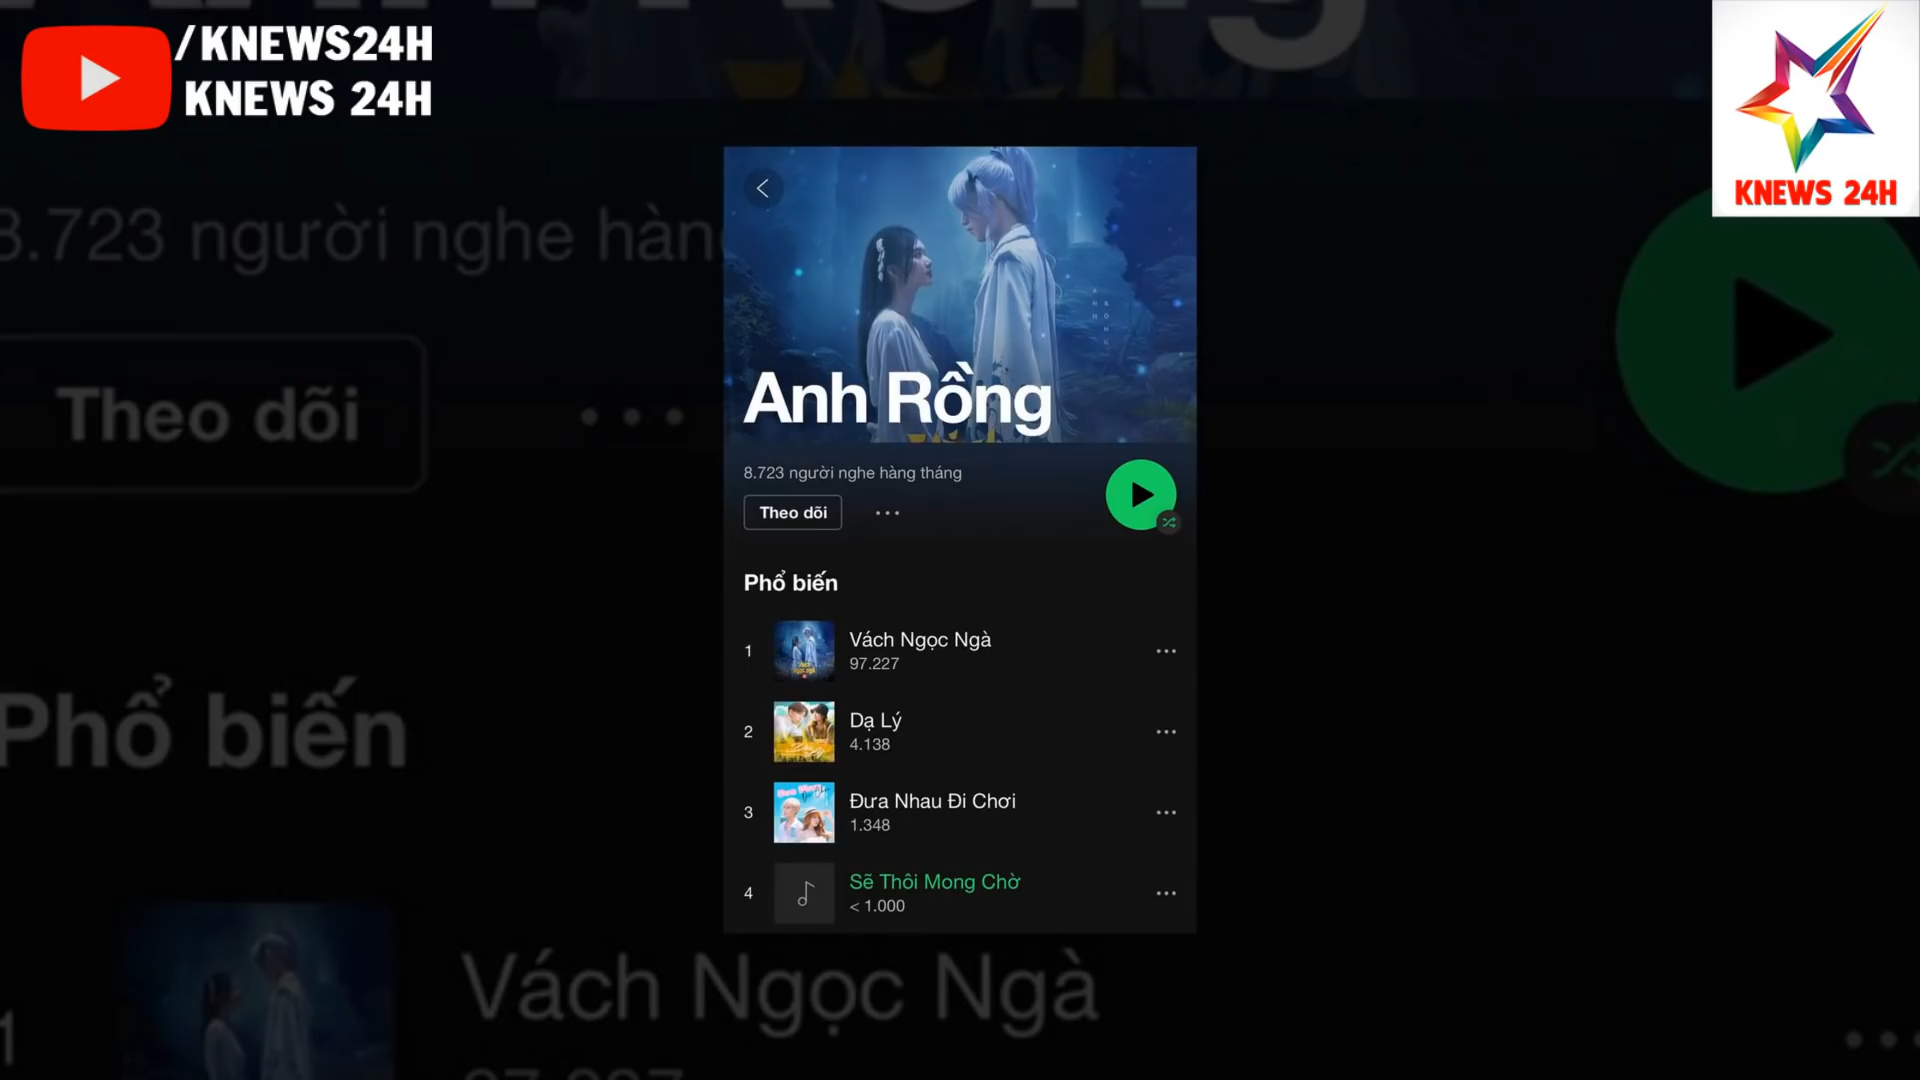 /KNEWS24H
KNEWS 24H
KNEWS 24H
8.723 người nghe hàng
Theo dõi
Phổ biến
1
Vách Ngọc Ngà
Anh Rồng
8.723 người nghe hàng tháng
Theo dõi
Phổ biến
1
Vách Ngọc Ngà
97.227
2
Dạ Lý
4.138
3
Đưa Nhau Đi Chơi
1.348
4
Sẽ Thôi Mong Chờ
< 1.000